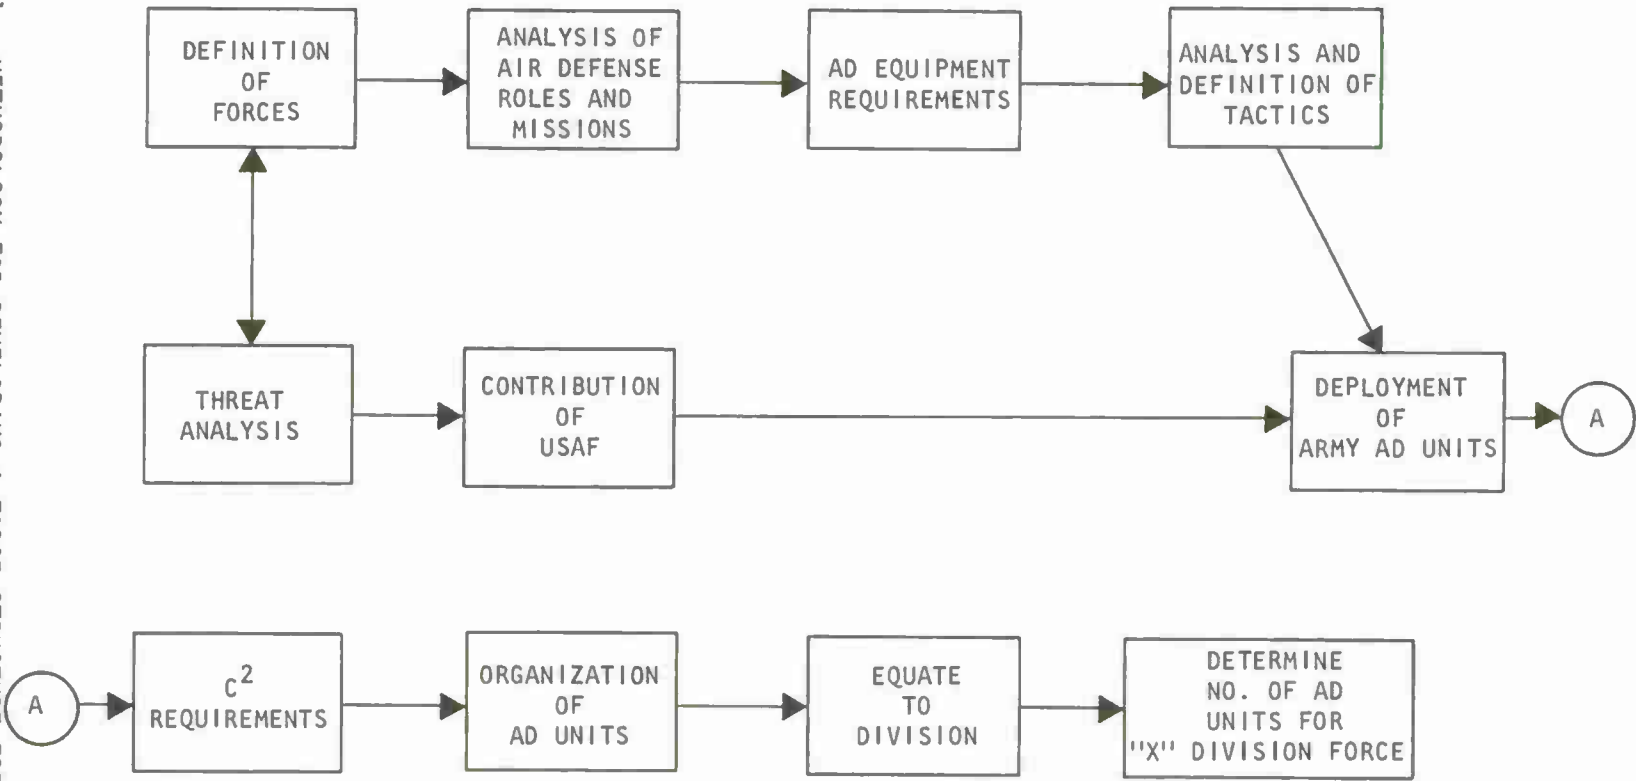 DEFINITION
OF
FORCES
ANALYSIS OF
AIR DEFENSE
ROLES AND
MISSIONS
AD EQUIPMENT
REQUIREMENTS
ANALYSIS AND
DEFINITION OF
TACTICS
THREAT
ANALYSIS
CONTRIBUTION
OF
USAF
DEPLOYMENT
OF
ARMY AD UNITS
A
A
C²
REQUIREMENTS
ORGANIZATION
OF
AD UNITS
EQUATE
TO
DIVISION
DETERMINE
NO. OF AD
UNITS FOR
"X" DIVISION FORCE